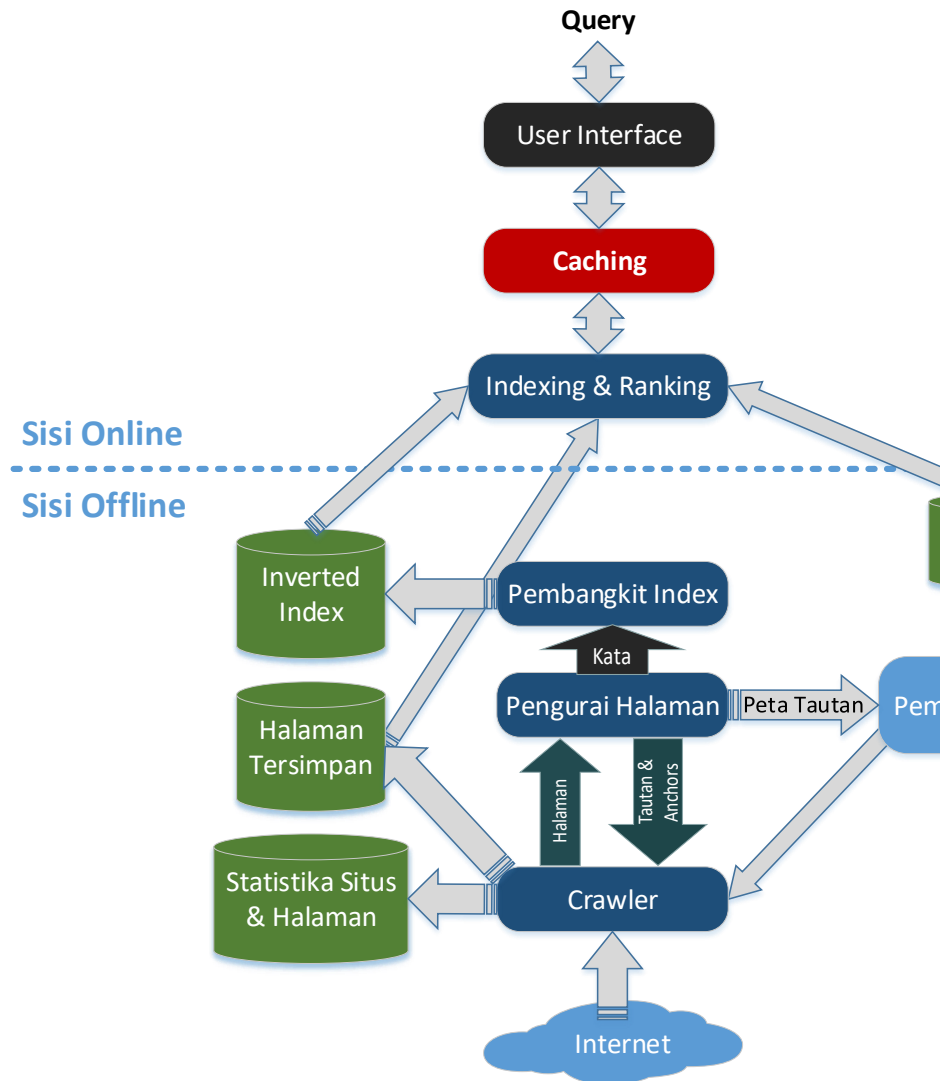 Query
User Interface
Caching
Indexing & Ranking
Sisi Online
Sisi Offline
Inverted
Index
Pembangkit Index
Kata
Pengurai Halaman
Peta Tautan
Halaman
Tersimpan
Halaman
Tautan &
Anchors
Statistika Situs
& Halaman
Crawler
Internet